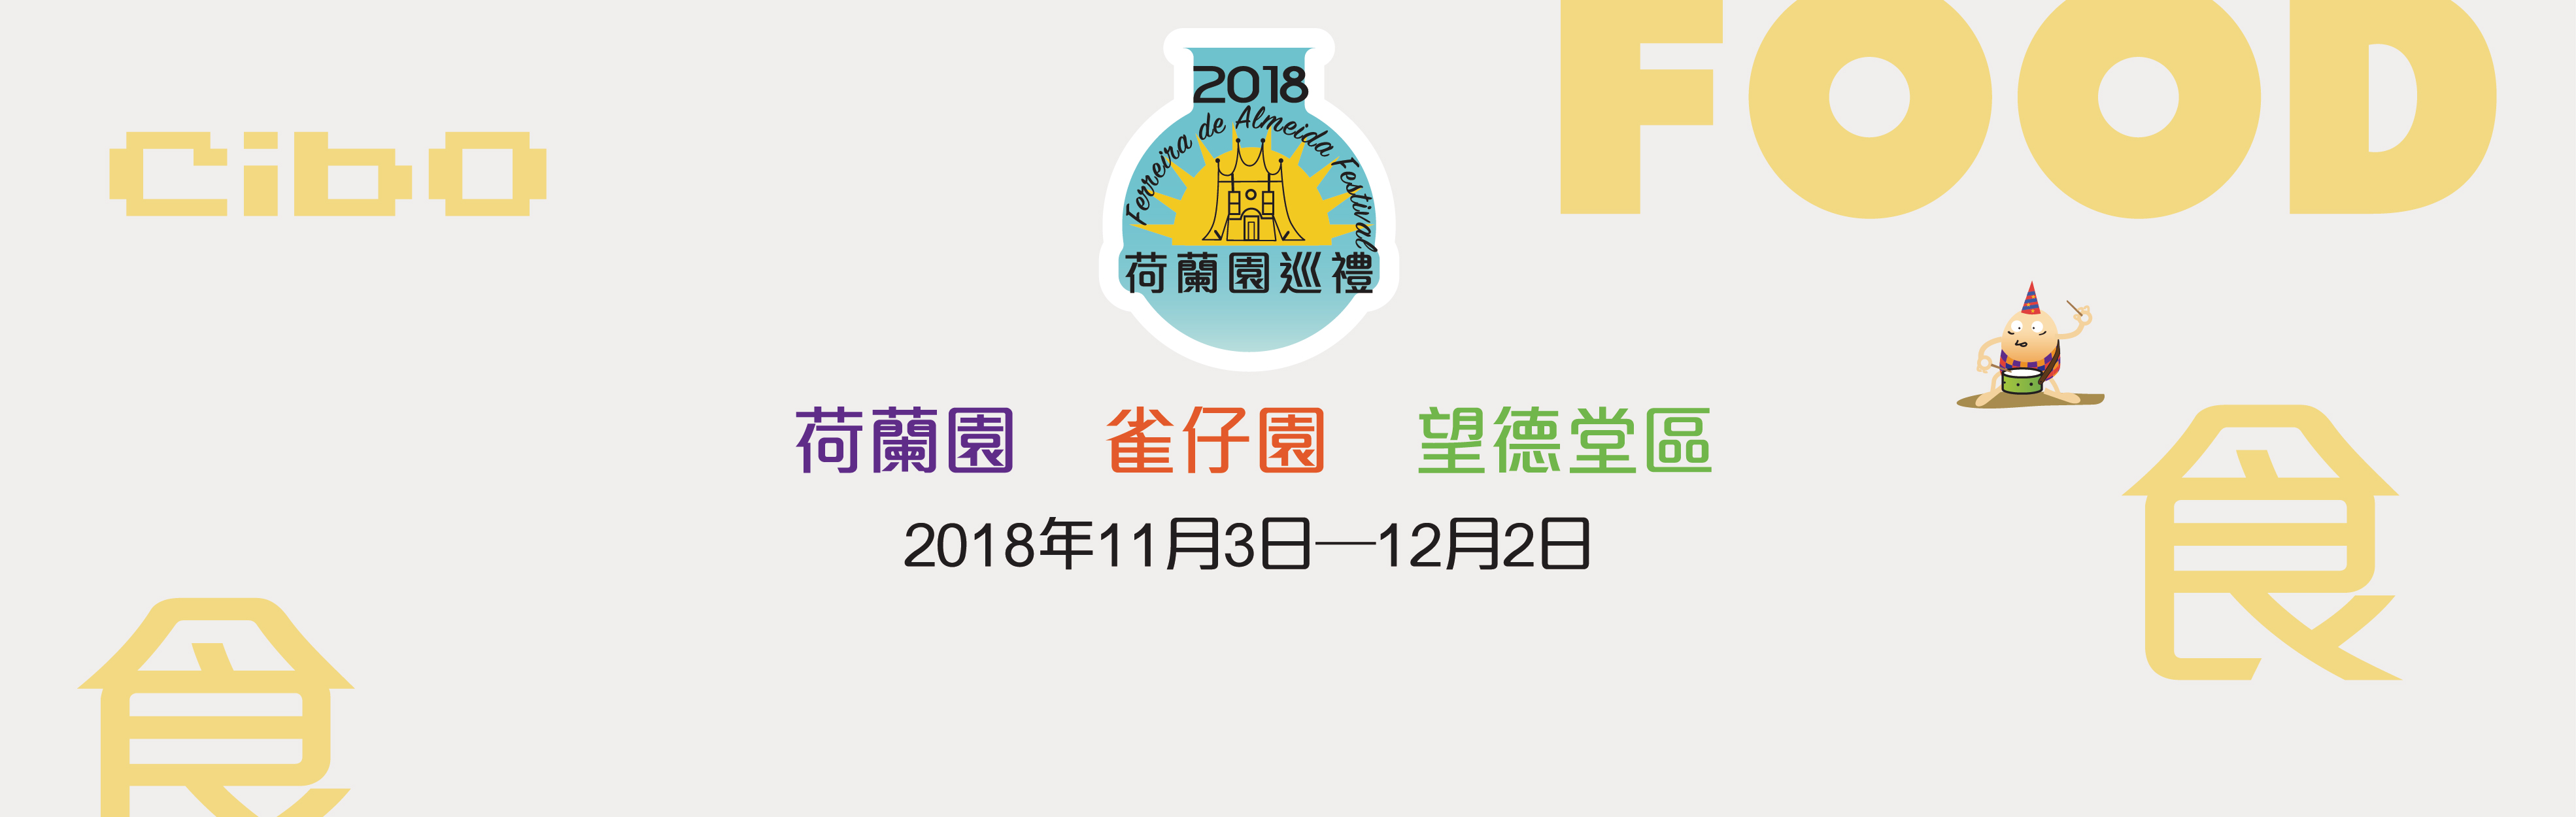 FOOD
CibO
2018
Ferreira de Almeida Festival
荷蘭園巡禮
荷蘭園 雀仔園 望德堂區
2018年11月3日—12月2日
食
食